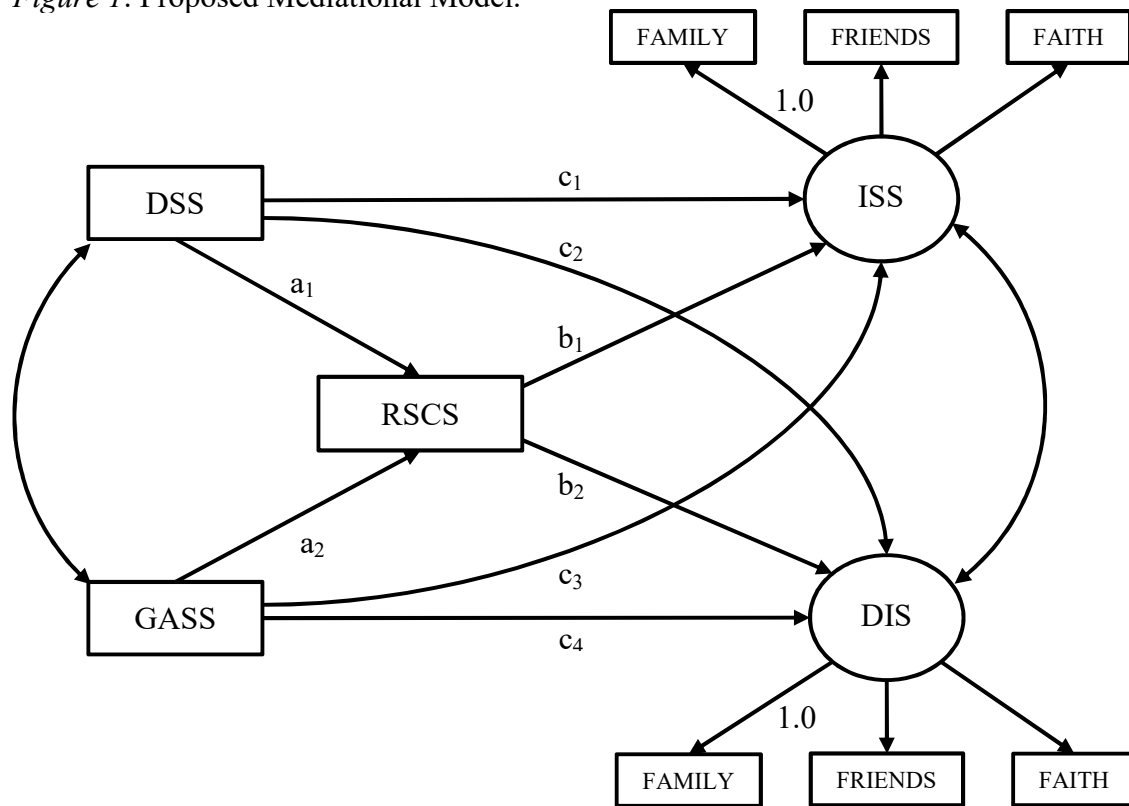 Figure 1. Proposed Mediational Model.
FAMILY
FRIENDS
FAITH
1.0
DSS
c₁
ISS
c₂
a₁
b₁
RSCS
b₂
a₂
c₃
GASS
c₄
DIS
1.0
FAMILY
FRIENDS
FAITH